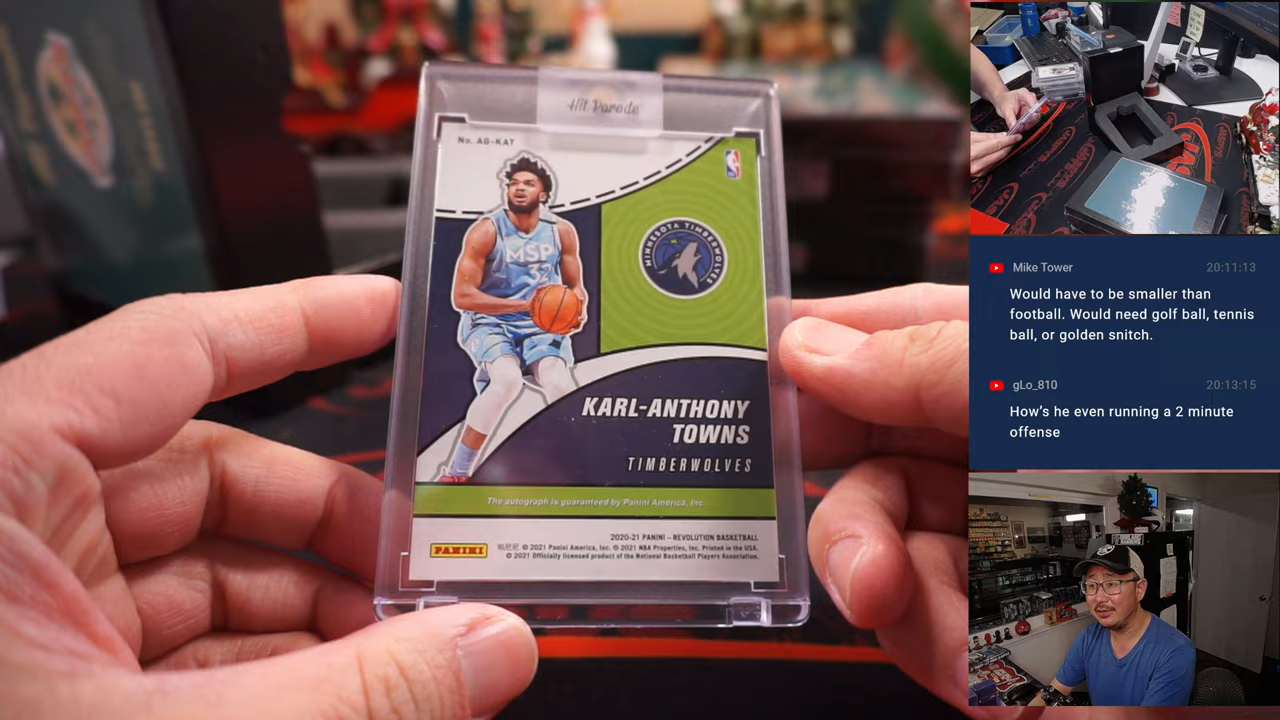 Hit Parade
No. AG-KAT
MINNESOTA TIMBERWOLVES
MSP
32
KARL-ANTHONY
TOWNS
TIMBERWOLVES
The autograph is guaranteed by Panini America, Inc.
2020-21 PANINI – REVOLUTION BASKETBALL
© 2021 Panini America, Inc. © 2021 NBA Properties, Inc. Printed in the USA.
© 2021 Officially licensed product of the National Basketball Players Association.
PANINI
Mike Tower 20:11:13
Would have to be smaller than
football. Would need golf ball, tennis
ball, or golden snitch.
gLo_810 20:13:15
How's he even running a 2 minute
offense